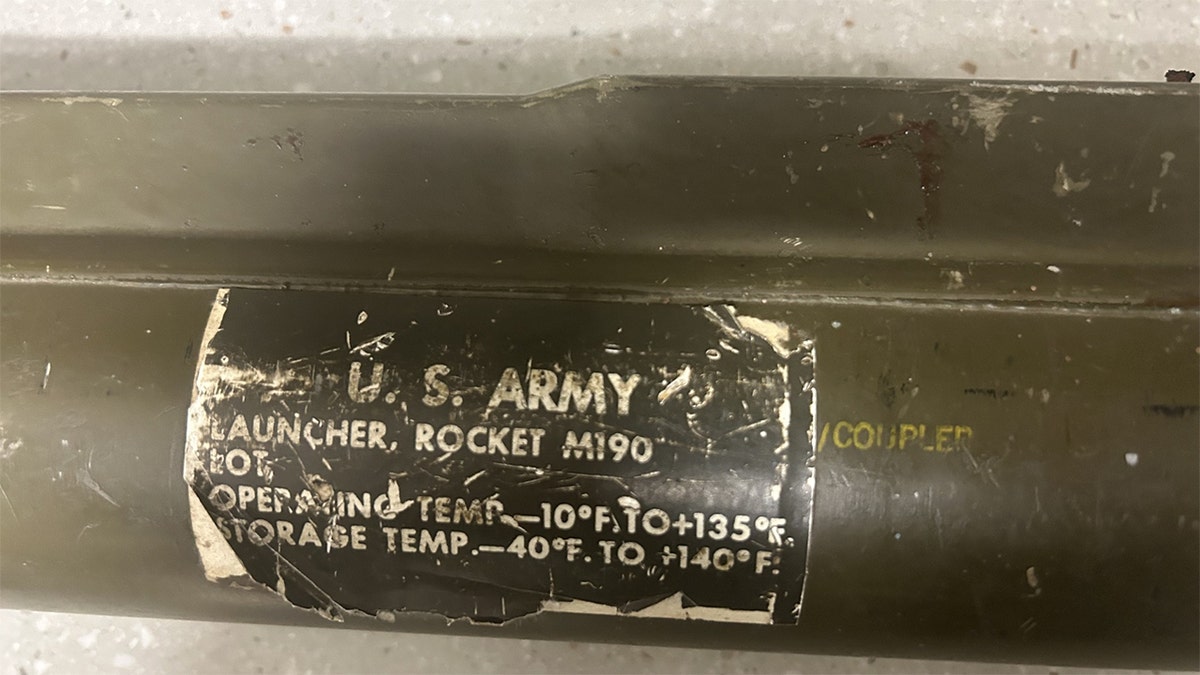 U. S. ARMY
LAUNCHER, ROCKET M190
LOT
OPERATING TEMP.—10°F. TO+135°F.
STORAGE TEMP.—40°F. TO +140°F.
/COUPLER